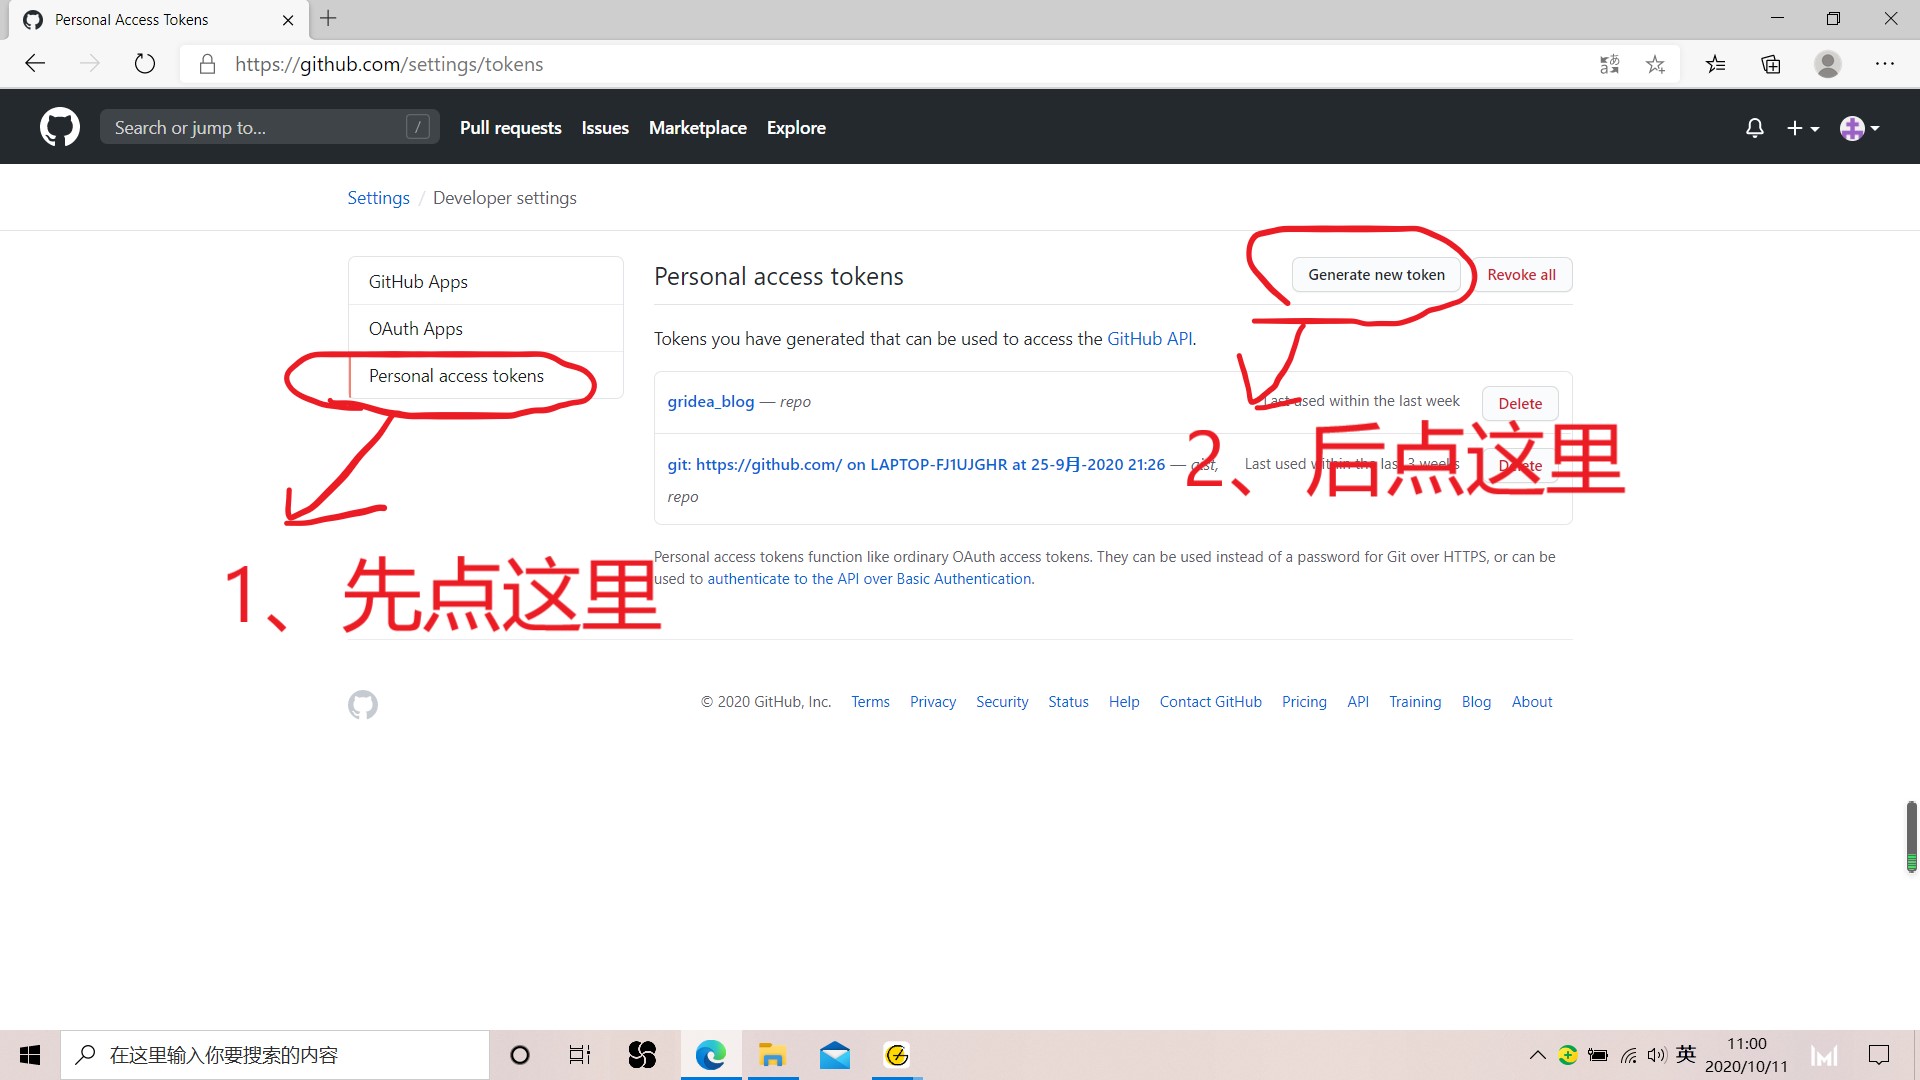 Personal Access Tokens
https://github.com/settings/tokens
Search or jump to... /
Pull requests Issues Marketplace Explore
Settings / Developer settings
GitHub Apps
OAuth Apps
Personal access tokens
Personal access tokens
Generate new token Revoke all
Tokens you have generated that can be used to access the GitHub API.
gridea_blog — repo Last used within the last week Delete
git: https://github.com/ on LAPTOP-FJ1UJGHR at 25-9月-2020 21:26 — gist, Last used within the last 3 weeks Delete
repo
2、后点这里
1、先点这里
Personal access tokens function like ordinary OAuth access tokens. They can be used instead of a password for Git over HTTPS, or can be
used to authenticate to the API over Basic Authentication.
© 2020 GitHub, Inc. Terms Privacy Security Status Help Contact GitHub Pricing API Training Blog About
在这里输入你要搜索的内容
英
11:00
2020/10/11